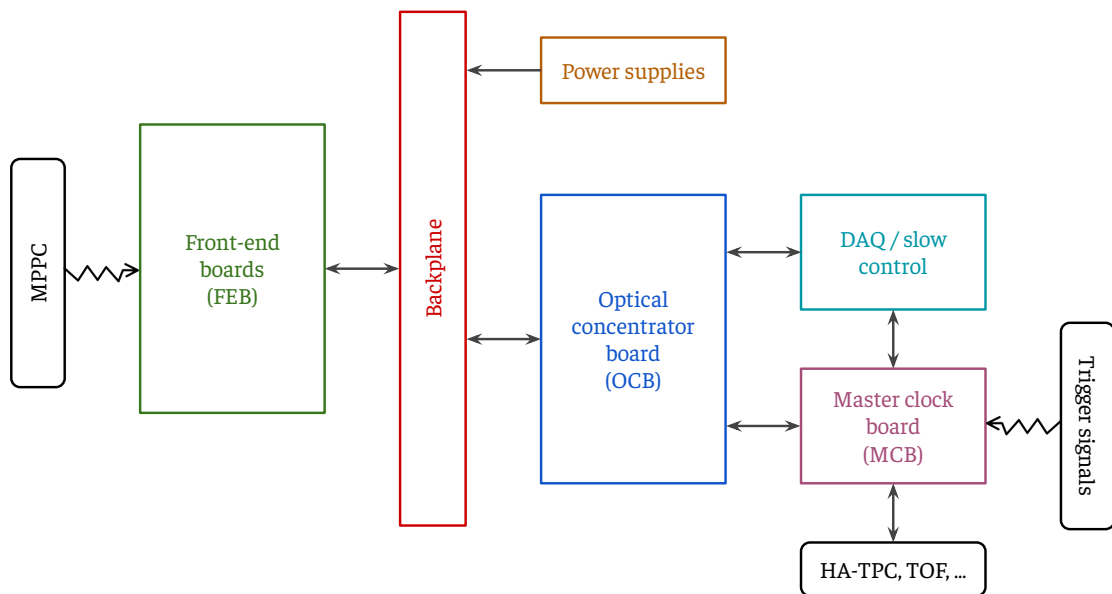 Power supplies
MPPC
Front-end
boards
(FEB)
Backplane
Optical
concentrator
board
(OCB)
DAQ / slow
control
Master clock
board
(MCB)
Trigger signals
HA-TPC, TOF, ...